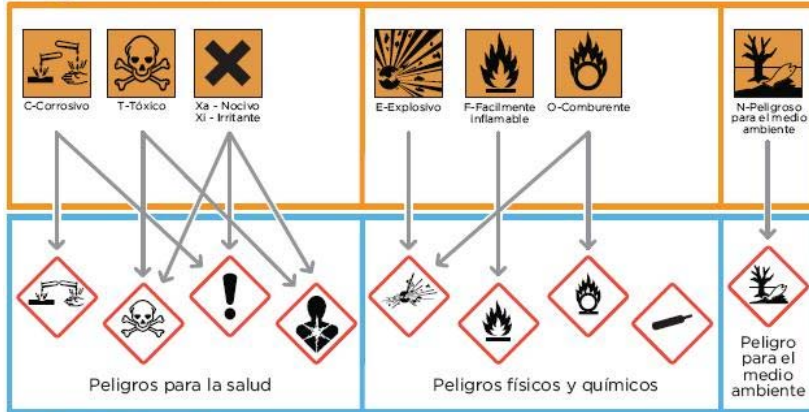 C-Corrosivo
T-Tóxico
Xa - Nocivo
Xi - Irritante
E-Explosivo
F-Facilmente
inflamable
O-Comburente
N-Peligroso
para el medio
ambiente
Peligros para la salud
Peligros físicos y químicos
Peligro
para el
medio
ambiente